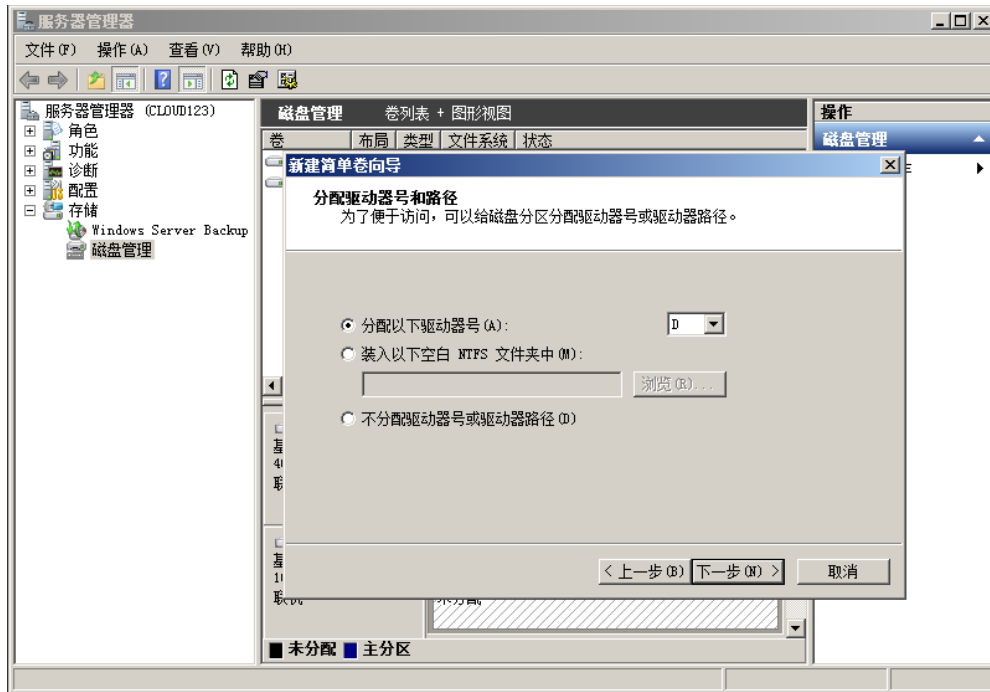 服务器管理器
文件(F) 操作(A) 查看(V) 帮助(H)
服务器管理器 (CLOUD123)
角色
功能
诊断
配置
存储
Windows Server Backup
磁盘管理
磁盘管理 卷列表 + 图形视图
卷 布局 类型 文件系统 状态
操作
磁盘管理
新建简单卷向导
分配驱动器号和路径
为了便于访问，可以给磁盘分区分配驱动器号或驱动器路径。
分配以下驱动器号(A): D
装入以下空白 NTFS 文件夹中(M):
浏览(R)...
不分配驱动器号或驱动器路径(D)
<上一步(B) 下一步(N)> 取消
未分配 主分区